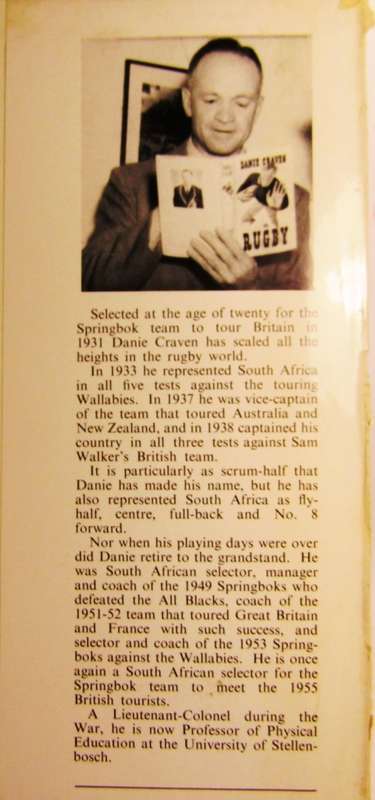 DANIE CRAVEN
RUGBY
Selected at the age of twenty for the
Springbok team to tour Britain in
1931 Danie Craven has scaled all the
heights in the rugby world.
In 1933 he represented South Africa
in all five tests against the touring
Wallabies. In 1937 he was vice-captain
of the team that toured Australia and
New Zealand, and in 1938 captained his
country in all three tests against Sam
Walker's British team.
It is particularly as scrum-half that
Danie has made his name, but he has
also represented South Africa as fly-
half, centre, full-back and No. 8
forward.
Nor when his playing days were over
did Danie retire to the grandstand. He
was South African selector, manager
and coach of the 1949 Springboks who
defeated the All Blacks, coach of the
1951-52 team that toured Great Britain
and France with such success, and
selector and coach of the 1953 Spring-
boks against the Wallabies. He is once
again a South African selector for the
Springbok team to meet the 1955
British tourists.
A Lieutenant-Colonel during the
War, he is now Professor of Physical
Education at the University of Stellen-
bosch.